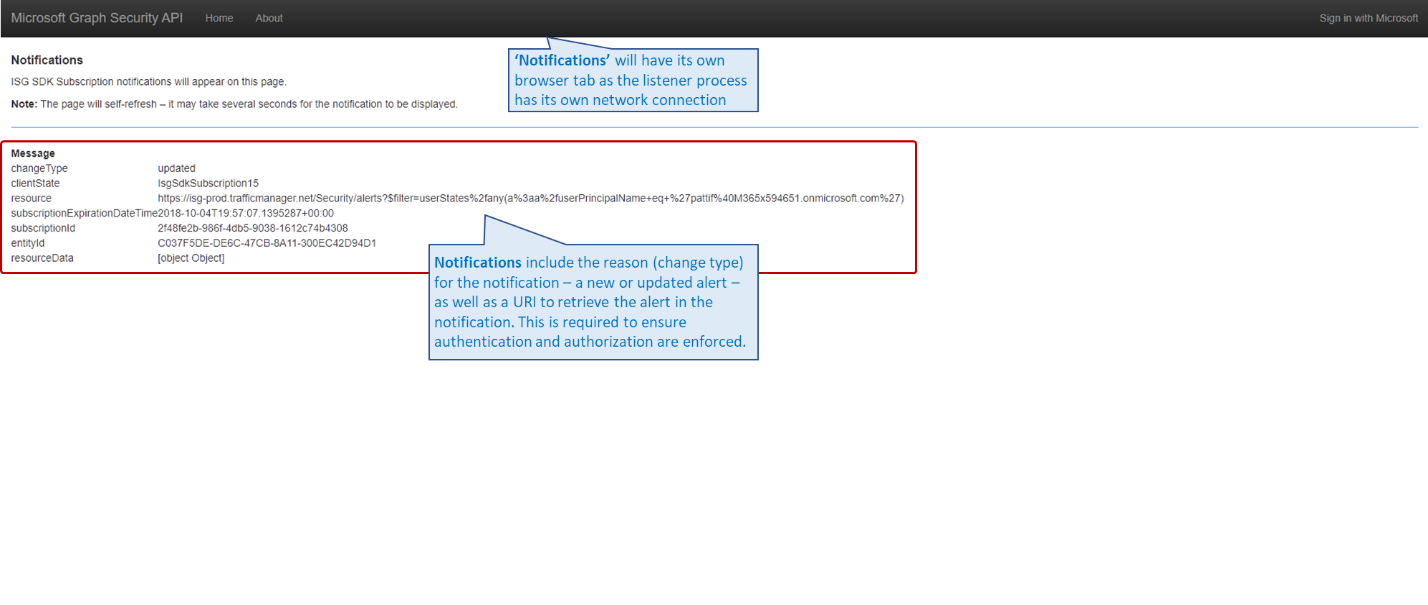 Microsoft Graph Security API Home About Sign in with Microsoft
Notifications
ISG SDK Subscription notifications will appear on this page.
Note: The page will self-refresh – it may take several seconds for the notification to be displayed.
‘Notifications’ will have its own
browser tab as the listener process
has its own network connection
Message
changeType updated
clientState IsgSdkSubscription15
resource https://isg-prod.trafficmanager.net/Security/alerts?$filter=userStates%2fany(a%3aa%2fuserPrincipalName+eq+%27pattif%40M365x594651.onmicrosoft.com%27)
subscriptionExpirationDateTime2018-10-04T19:57:07.1395287+00:00
subscriptionId 2f48fe2b-986f-4db5-9038-1612c74b4308
entityId C037F5DE-DE6C-47CB-8A11-300EC42D94D1
resourceData [object Object]
Notifications include the reason (change type)
for the notification – a new or updated alert –
as well as a URI to retrieve the alert in the
notification. This is required to ensure
authentication and authorization are enforced.